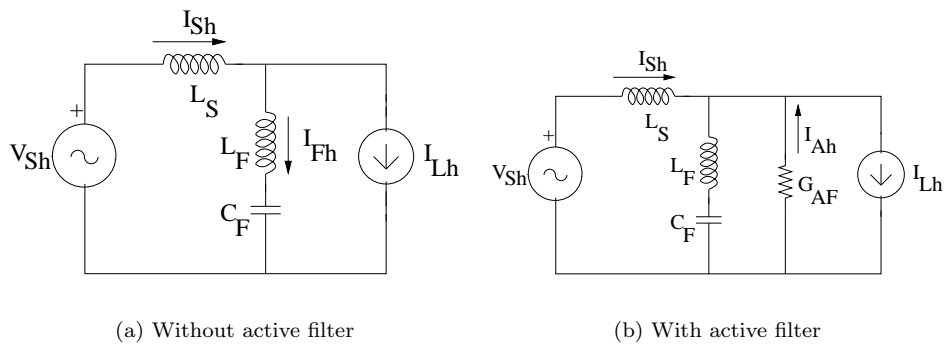 I_Sh
L_S
+
V_Sh
L_F
I_Fh
C_F
I_Lh
(a) Without active filter
I_Sh
L_S
+
V_Sh
L_F
C_F
I_Ah
G_AF
I_Lh
(b) With active filter